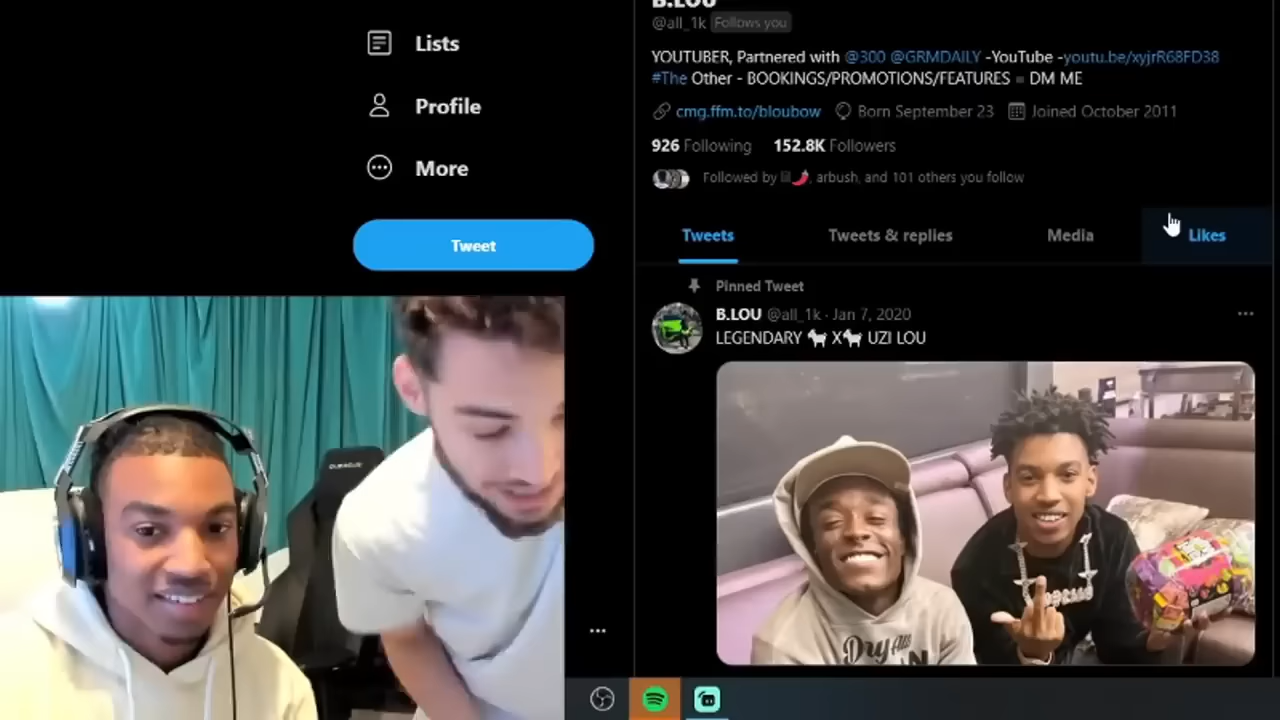 Lists
Profile
More
Tweet
B.LOU
@all_1k Follows you
YOUTUBER, Partnered with @300 @GRMDAILY -YouTube -youtu.be/xyjrR68FD38
#The Other - BOOKINGS/PROMOTIONS/FEATURES DM ME
cmg.ffm.to/bloubow Born September 23 Joined October 2011
926 Following 152.8K Followers
Followed by 🌶️, arbush, and 101 others you follow
Tweets Tweets & replies Media Likes
Pinned Tweet
B.LOU @all_1k · Jan 7, 2020
LEGENDARY 🐐 X🐐 UZI LOU
Dry All